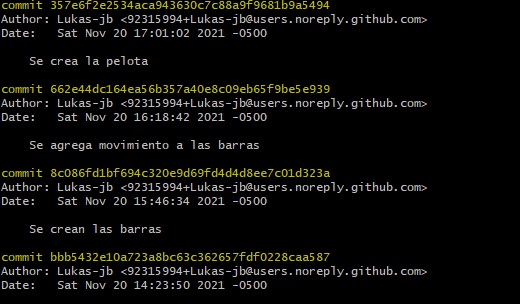 commit 357e6f2e2534aca943630c7c88a9f9681b9a5494
Author: Lukas-jb <92315994+Lukas-jb@users.noreply.github.com>
Date:   Sat Nov 20 17:01:02 2021 -0500
Se crea la pelota
commit 662e44dc164ea56b357a40e8c09eb65f9be5e939
Author: Lukas-jb <92315994+Lukas-jb@users.noreply.github.com>
Date:   Sat Nov 20 16:18:42 2021 -0500
Se agrega movimiento a las barras
commit 8c086fd1bf694c320e9d69fd4d4d8ee7c01d323a
Author: Lukas-jb <92315994+Lukas-jb@users.noreply.github.com>
Date:   Sat Nov 20 15:46:34 2021 -0500
Se crean las barras
commit bbb5432e10a723a8bc63c362657fdf0228caa587
Author: Lukas-jb <92315994+Lukas-jb@users.noreply.github.com>
Date:   Sat Nov 20 14:23:50 2021 -0500